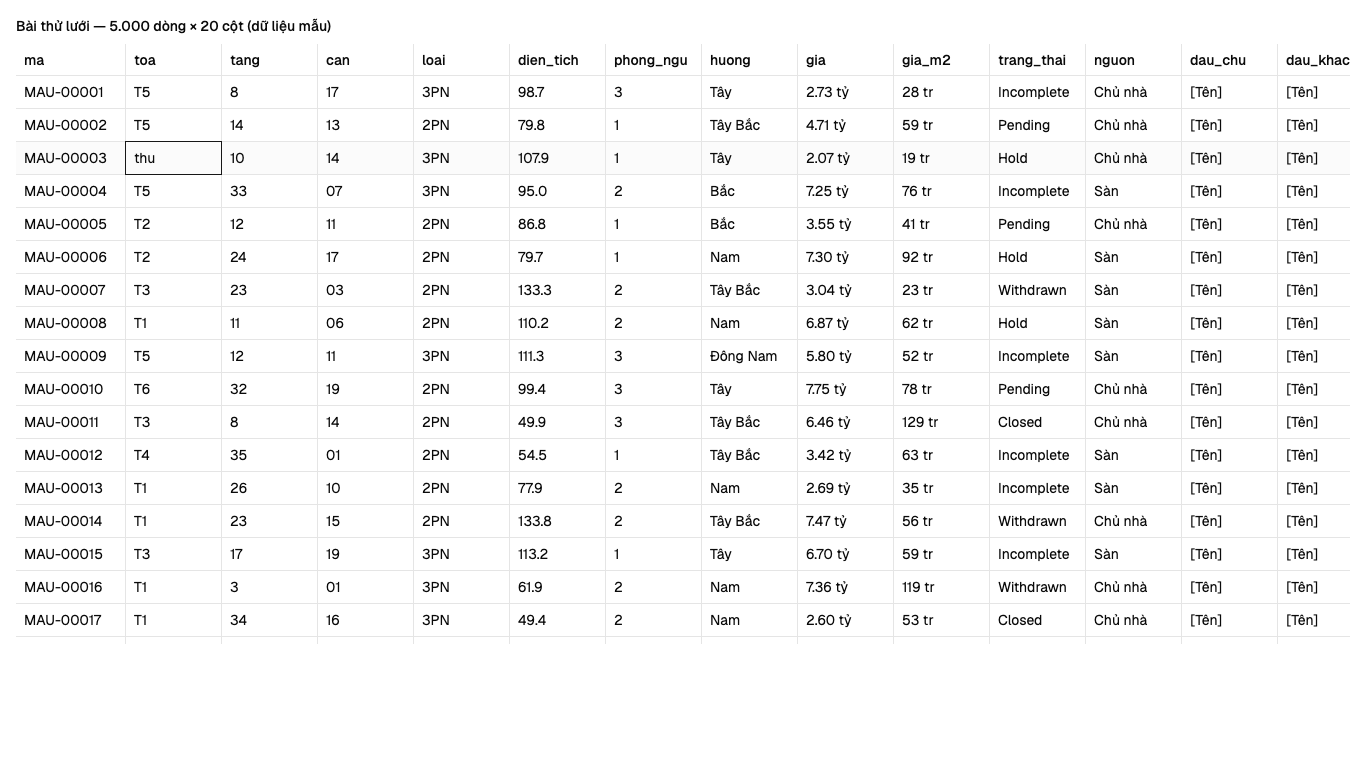 Bài thử lưới — 5.000 dòng × 20 cột (dữ liệu mẫu)
ma toa tang can loai dien_tich phong_ngu huong gia gia_m2 trang_thai nguon dau_chu dau_khac
MAU-00001 T5 8 17 3PN 98.7 3 Tây 2.73 tỷ 28 tr Incomplete Chủ nhà [Tên] [Tên]
MAU-00002 T5 14 13 2PN 79.8 1 Tây Bắc 4.71 tỷ 59 tr Pending Chủ nhà [Tên] [Tên]
MAU-00003 thu 10 14 3PN 107.9 1 Tây 2.07 tỷ 19 tr Hold Chủ nhà [Tên] [Tên]
MAU-00004 T5 33 07 3PN 95.0 2 Bắc 7.25 tỷ 76 tr Incomplete Sàn [Tên] [Tên]
MAU-00005 T2 12 11 2PN 86.8 1 Bắc 3.55 tỷ 41 tr Pending Chủ nhà [Tên] [Tên]
MAU-00006 T2 24 17 2PN 79.7 1 Nam 7.30 tỷ 92 tr Hold Sàn [Tên] [Tên]
MAU-00007 T3 23 03 2PN 133.3 2 Tây Bắc 3.04 tỷ 23 tr Withdrawn Sàn [Tên] [Tên]
MAU-00008 T1 11 06 2PN 110.2 2 Nam 6.87 tỷ 62 tr Hold Sàn [Tên] [Tên]
MAU-00009 T5 12 11 3PN 111.3 3 Đông Nam 5.80 tỷ 52 tr Incomplete Sàn [Tên] [Tên]
MAU-00010 T6 32 19 2PN 99.4 3 Tây 7.75 tỷ 78 tr Pending Chủ nhà [Tên] [Tên]
MAU-00011 T3 8 14 2PN 49.9 3 Tây Bắc 6.46 tỷ 129 tr Closed Chủ nhà [Tên] [Tên]
MAU-00012 T4 35 01 2PN 54.5 1 Tây Bắc 3.42 tỷ 63 tr Incomplete Sàn [Tên] [Tên]
MAU-00013 T1 26 10 2PN 77.9 2 Nam 2.69 tỷ 35 tr Incomplete Sàn [Tên] [Tên]
MAU-00014 T1 23 15 2PN 133.8 2 Tây Bắc 7.47 tỷ 56 tr Withdrawn Chủ nhà [Tên] [Tên]
MAU-00015 T3 17 19 3PN 113.2 1 Tây 6.70 tỷ 59 tr Incomplete Sàn [Tên] [Tên]
MAU-00016 T1 3 01 3PN 61.9 2 Nam 7.36 tỷ 119 tr Withdrawn Chủ nhà [Tên] [Tên]
MAU-00017 T1 34 16 3PN 49.4 2 Nam 2.60 tỷ 53 tr Closed Chủ nhà [Tên] [Tên]